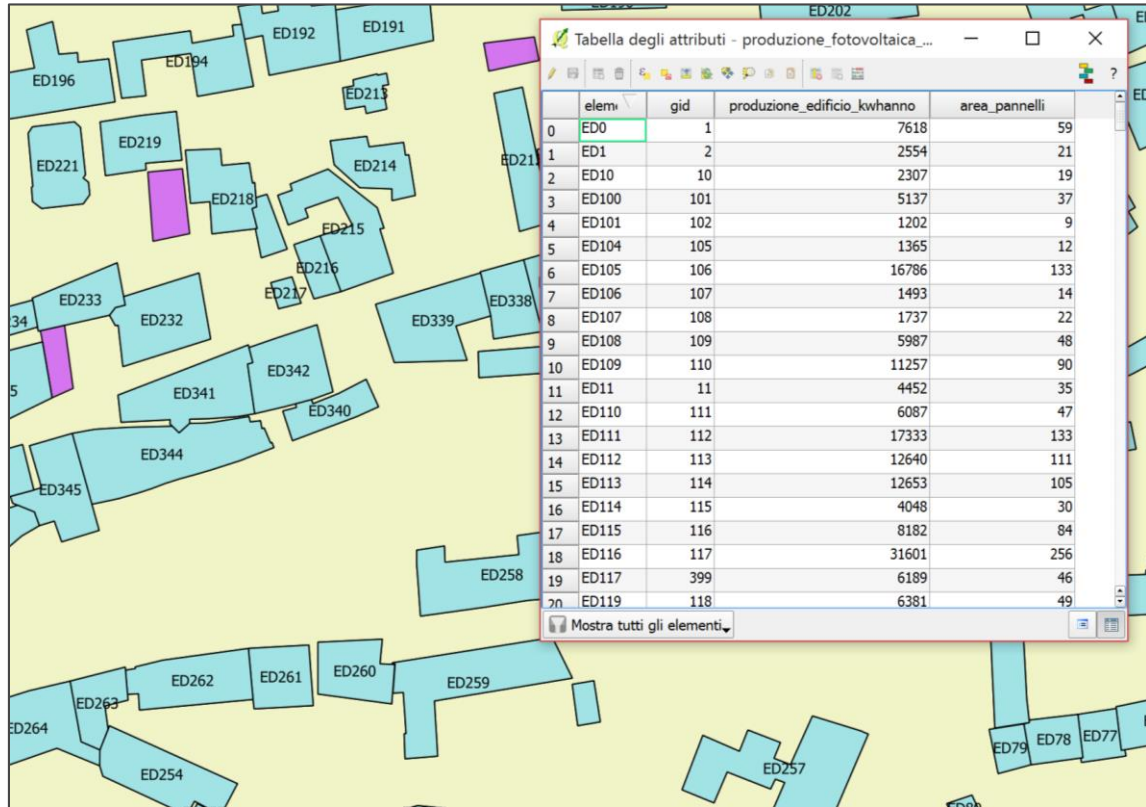 ED202
ED192
ED191
ED194
ED196
ED213
ED219
ED214
ED221
ED218
ED215
ED216
ED217
ED233
ED338
ED232
ED339
ED342
ED341
ED340
ED344
ED345
ED258
ED260
ED261
ED262
ED259
ED263
ED264
ED79
ED78
ED77
ED257
ED254
Tabella degli attributi - produzione_fotovoltaica_...
?
elem gid produzione_edificio_kwhanno area_pannelli
0 ED0 1 7618 59
1 ED1 2 2554 21
2 ED10 10 2307 19
3 ED100 101 5137 37
4 ED101 102 1202 9
5 ED104 105 1365 12
6 ED105 106 16786 133
7 ED106 107 1493 14
8 ED107 108 1737 22
9 ED108 109 5987 48
10 ED109 110 11257 90
11 ED11 11 4452 35
12 ED110 111 6087 47
13 ED111 112 17333 133
14 ED112 113 12640 111
15 ED113 114 12653 105
16 ED114 115 4048 30
17 ED115 116 8182 84
18 ED116 117 31601 256
19 ED117 399 6189 46
20 ED119 118 6381 49
Mostra tutti gli elementi